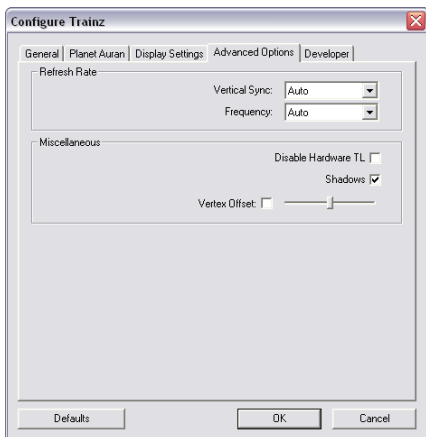 Configure Trainz
General Planet Auran Display Settings Advanced Options Developer
Refresh Rate
Vertical Sync: Auto
Frequency: Auto
Miscellaneous
Disable Hardware TL
Shadows
Vertex Offset:
Defaults OK Cancel